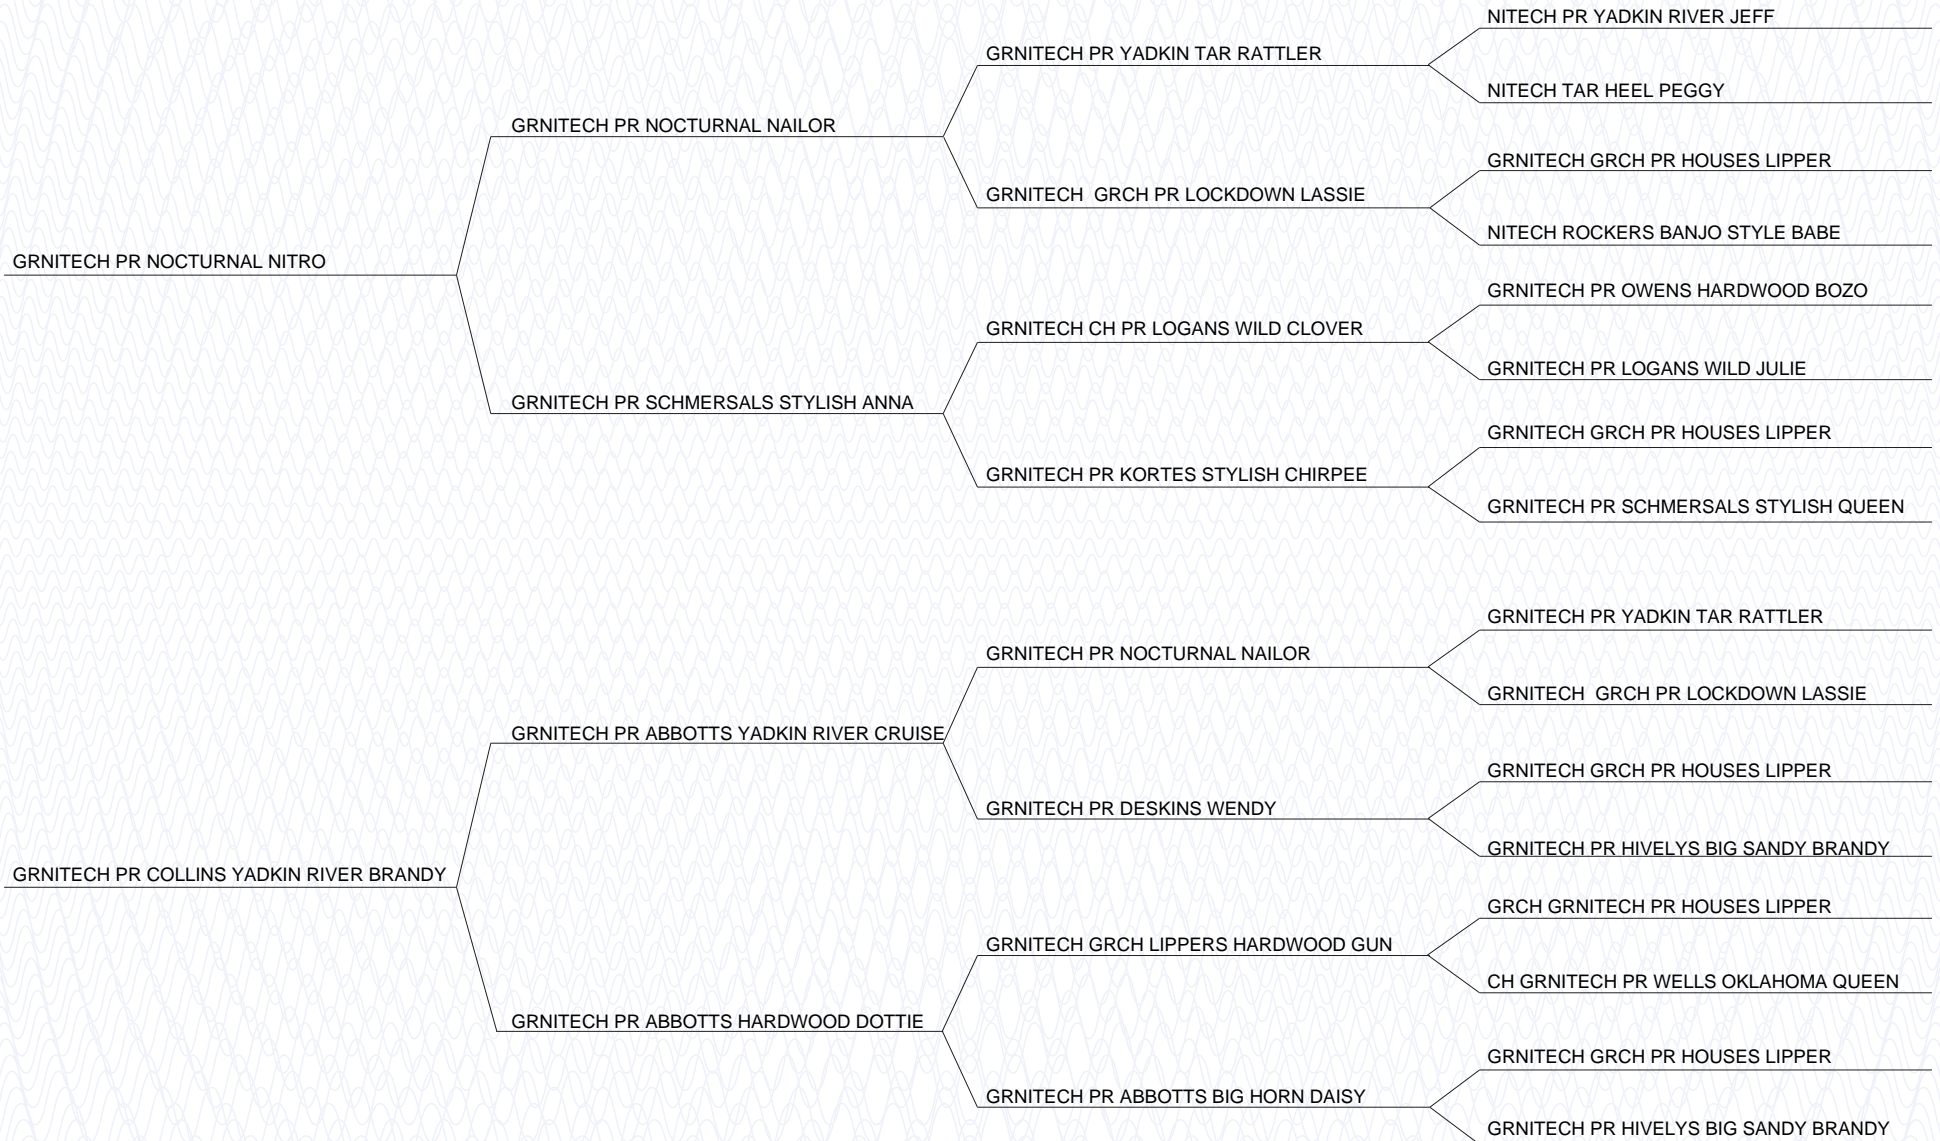 NITECH PR YADKIN RIVER JEFF
GRNITECH PR YADKIN TAR RATTLER
NITECH TAR HEEL PEGGY
GRNITECH PR NOCTURNAL NAILOR
GRNITECH GRCH PR HOUSES LIPPER
GRNITECH  GRCH PR LOCKDOWN LASSIE
NITECH ROCKERS BANJO STYLE BABE
GRNITECH PR NOCTURNAL NITRO
GRNITECH PR OWENS HARDWOOD BOZO
GRNITECH CH PR LOGANS WILD CLOVER
GRNITECH PR LOGANS WILD JULIE
GRNITECH PR SCHMERSALS STYLISH ANNA
GRNITECH GRCH PR HOUSES LIPPER
GRNITECH PR KORTES STYLISH CHIRPEE
GRNITECH PR SCHMERSALS STYLISH QUEEN
GRNITECH PR YADKIN TAR RATTLER
GRNITECH PR NOCTURNAL NAILOR
GRNITECH  GRCH PR LOCKDOWN LASSIE
GRNITECH PR ABBOTTS YADKIN RIVER CRUISE
GRNITECH GRCH PR HOUSES LIPPER
GRNITECH PR DESKINS WENDY
GRNITECH PR HIVELYS BIG SANDY BRANDY
GRNITECH PR COLLINS YADKIN RIVER BRANDY
GRCH GRNITECH PR HOUSES LIPPER
GRNITECH GRCH LIPPERS HARDWOOD GUN
CH GRNITECH PR WELLS OKLAHOMA QUEEN
GRNITECH PR ABBOTTS HARDWOOD DOTTIE
GRNITECH GRCH PR HOUSES LIPPER
GRNITECH PR ABBOTTS BIG HORN DAISY
GRNITECH PR HIVELYS BIG SANDY BRANDY